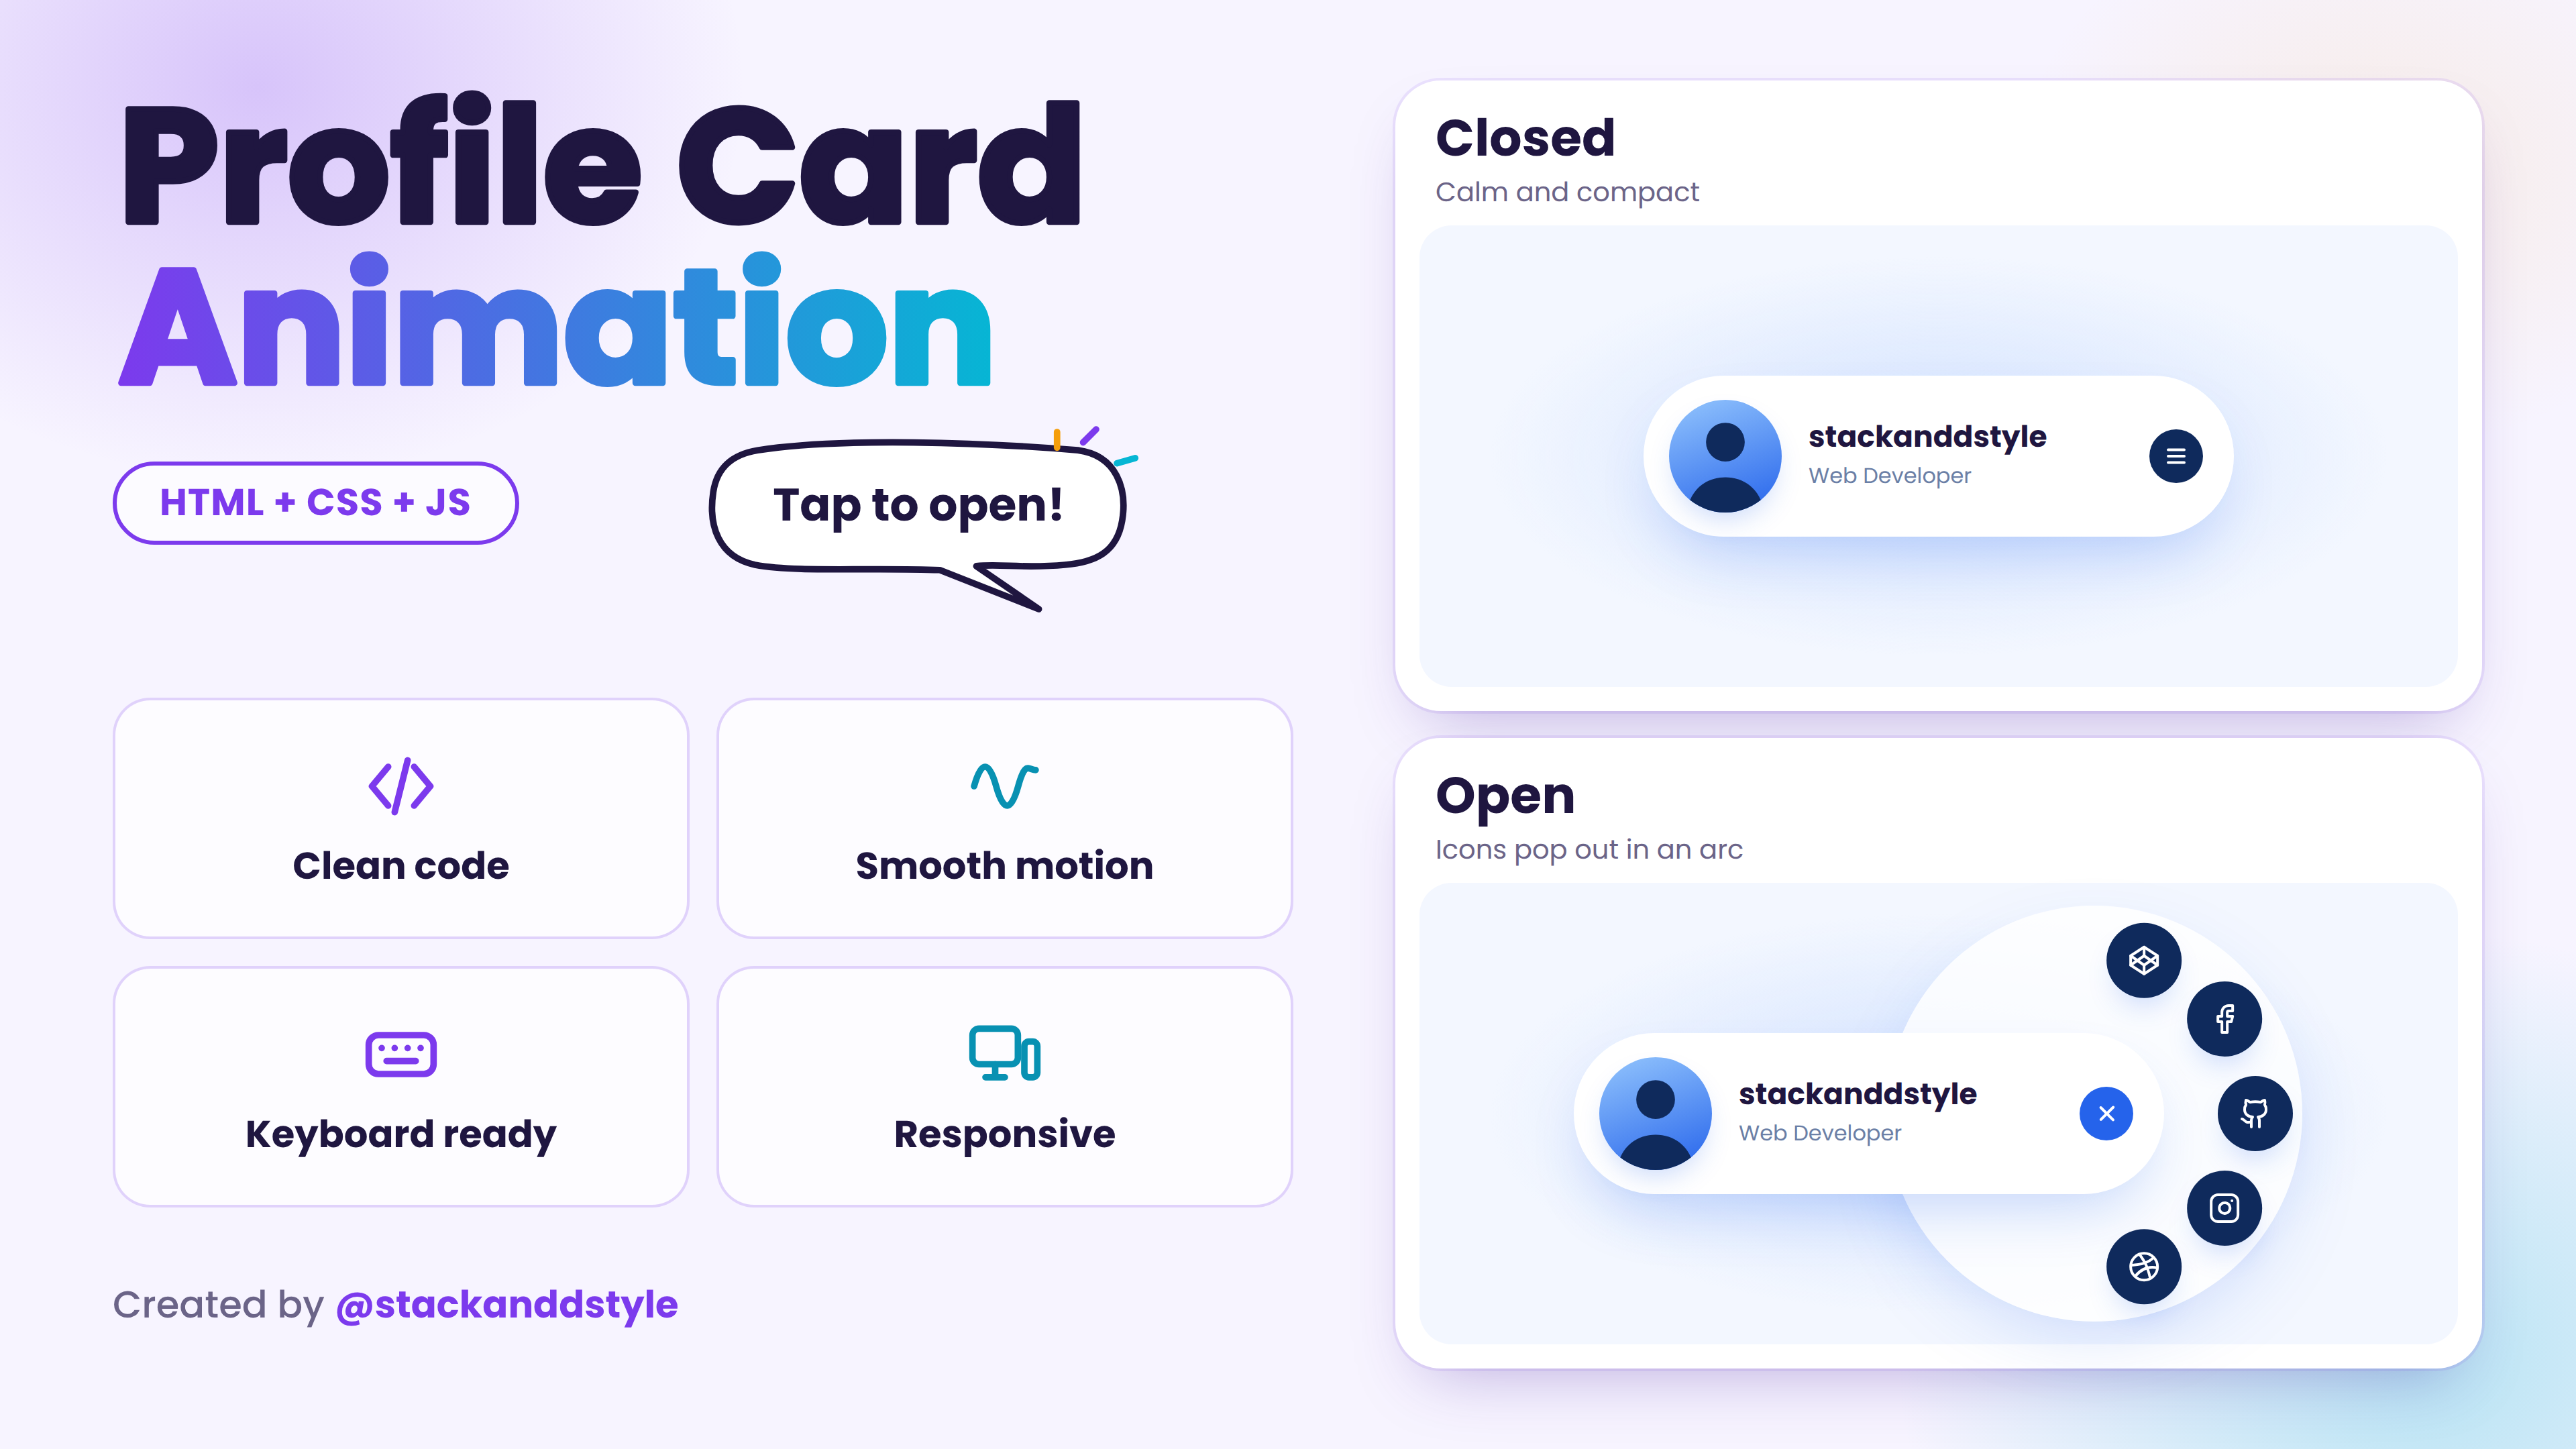 Profile Card
Animation
HTML + CSS + JS
Tap to open!
Clean code
Smooth motion
Keyboard ready
Responsive
Created by @stackanddstyle
Closed
Calm and compact
stackanddstyle
Web Developer
Open
Icons pop out in an arc
stackanddstyle
Web Developer